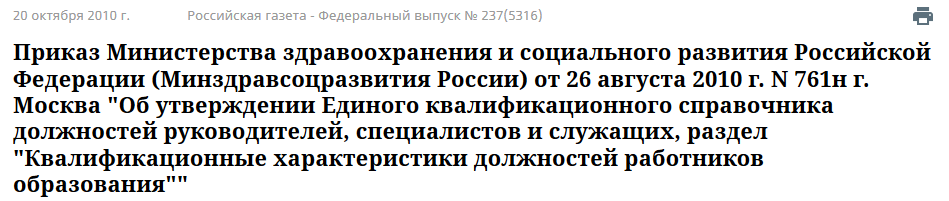 20 октября 2010 г. Российская газета - Федеральный выпуск № 237(5316)
Приказ Министерства здравоохранения и социального развития Российской
Федерации (Минздравсоцразвития России) от 26 августа 2010 г. N 761н г.
Москва "Об утверждении Единого квалификационного справочника
должностей руководителей, специалистов и служащих, раздел
"Квалификационные характеристики должностей работников
образования""